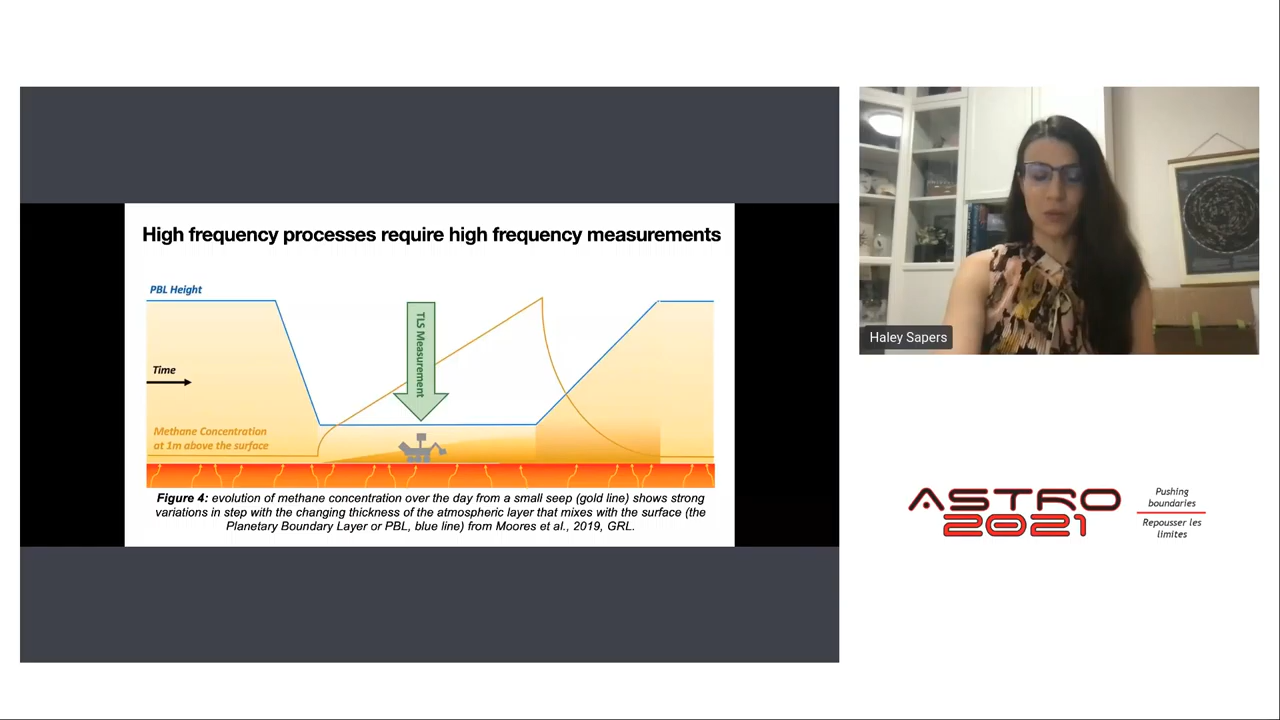 High frequency processes require high frequency measurements
PBL Height
TLS Measurement
Time
Methane Concentration
at 1m above the surface
Figure 4: evolution of methane concentration over the day from a small seep (gold line) shows strong
variations in step with the changing thickness of the atmospheric layer that mixes with the surface (the
Planetary Boundary Layer or PBL, blue line) from Moores et al., 2019, GRL.
Haley Sapers
ASTRO
2021
Pushing
boundaries
Repousser les
limites